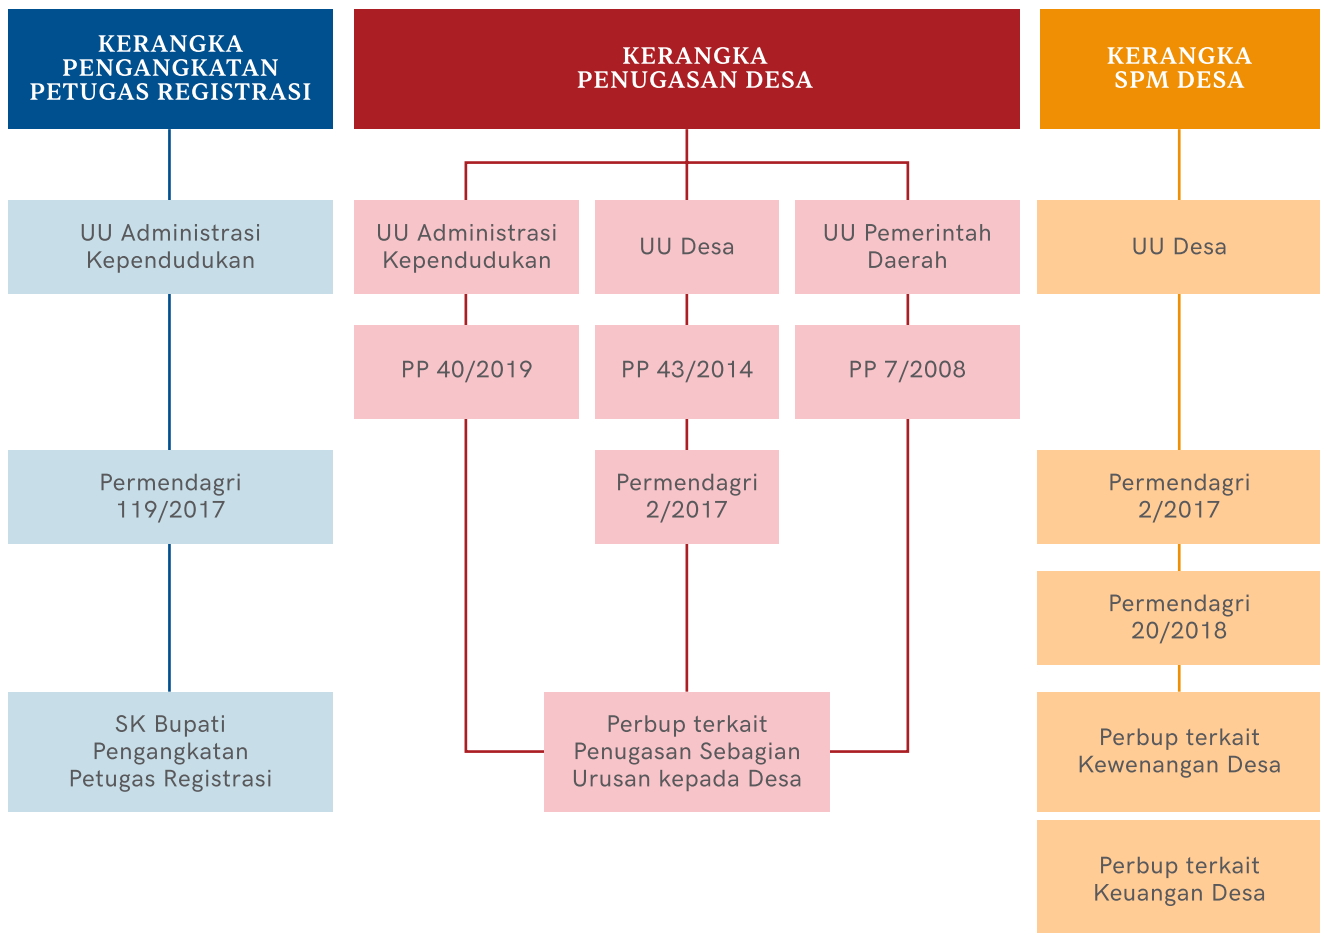 KERANGKA
PENGANGKATAN
PETUGAS REGISTRASI
UU Administrasi
Kependudukan
Permendagri
119/2017
SK Bupati
Pengangkatan
Petugas Registrasi
KERANGKA
PENUGASAN DESA
UU Administrasi
Kependudukan
PP 40/2019
UU Desa
PP 43/2014
Permendagri
2/2017
UU Pemerintah
Daerah
PP 7/2008
Perbup terkait
Penugasan Sebagian
Urusan kepada Desa
KERANGKA
SPM DESA
UU Desa
Permendagri
2/2017
Permendagri
20/2018
Perbup terkait
Kewenangan Desa
Perbup terkait
Keuangan Desa